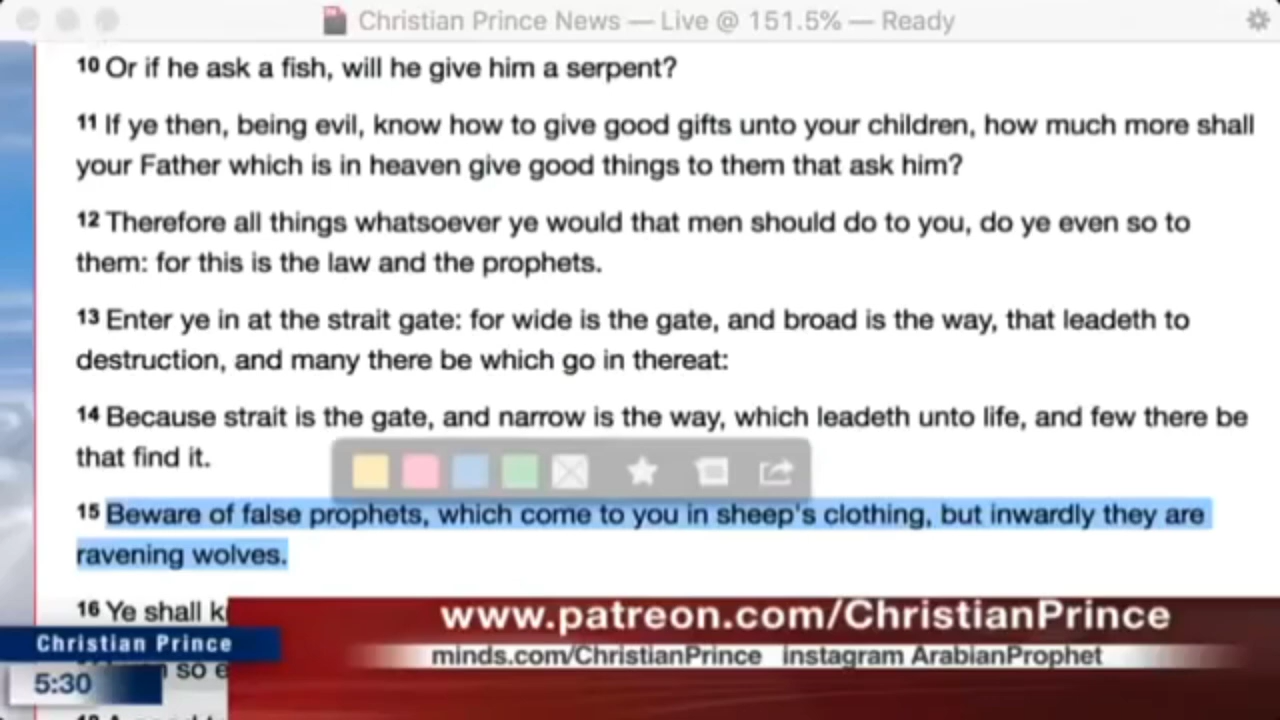 Christian Prince News — Live @ 151.5% — Ready
10 Or if he ask a fish, will he give him a serpent?
11 If ye then, being evil, know how to give good gifts unto your children, how much more shall
your Father which is in heaven give good things to them that ask him?
12 Therefore all things whatsoever ye would that men should do to you, do ye even so to
them: for this is the law and the prophets.
13 Enter ye in at the strait gate: for wide is the gate, and broad is the way, that leadeth to
destruction, and many there be which go in thereat:
14 Because strait is the gate, and narrow is the way, which leadeth unto life, and few there be
that find it.
15 Beware of false prophets, which come to you in sheep's clothing, but inwardly they are
ravening wolves.
16 Ye shall
www.patreon.com/ChristianPrince
Christian Prince
minds.com/ChristianPrince instagram ArabianProphet
so
5:30